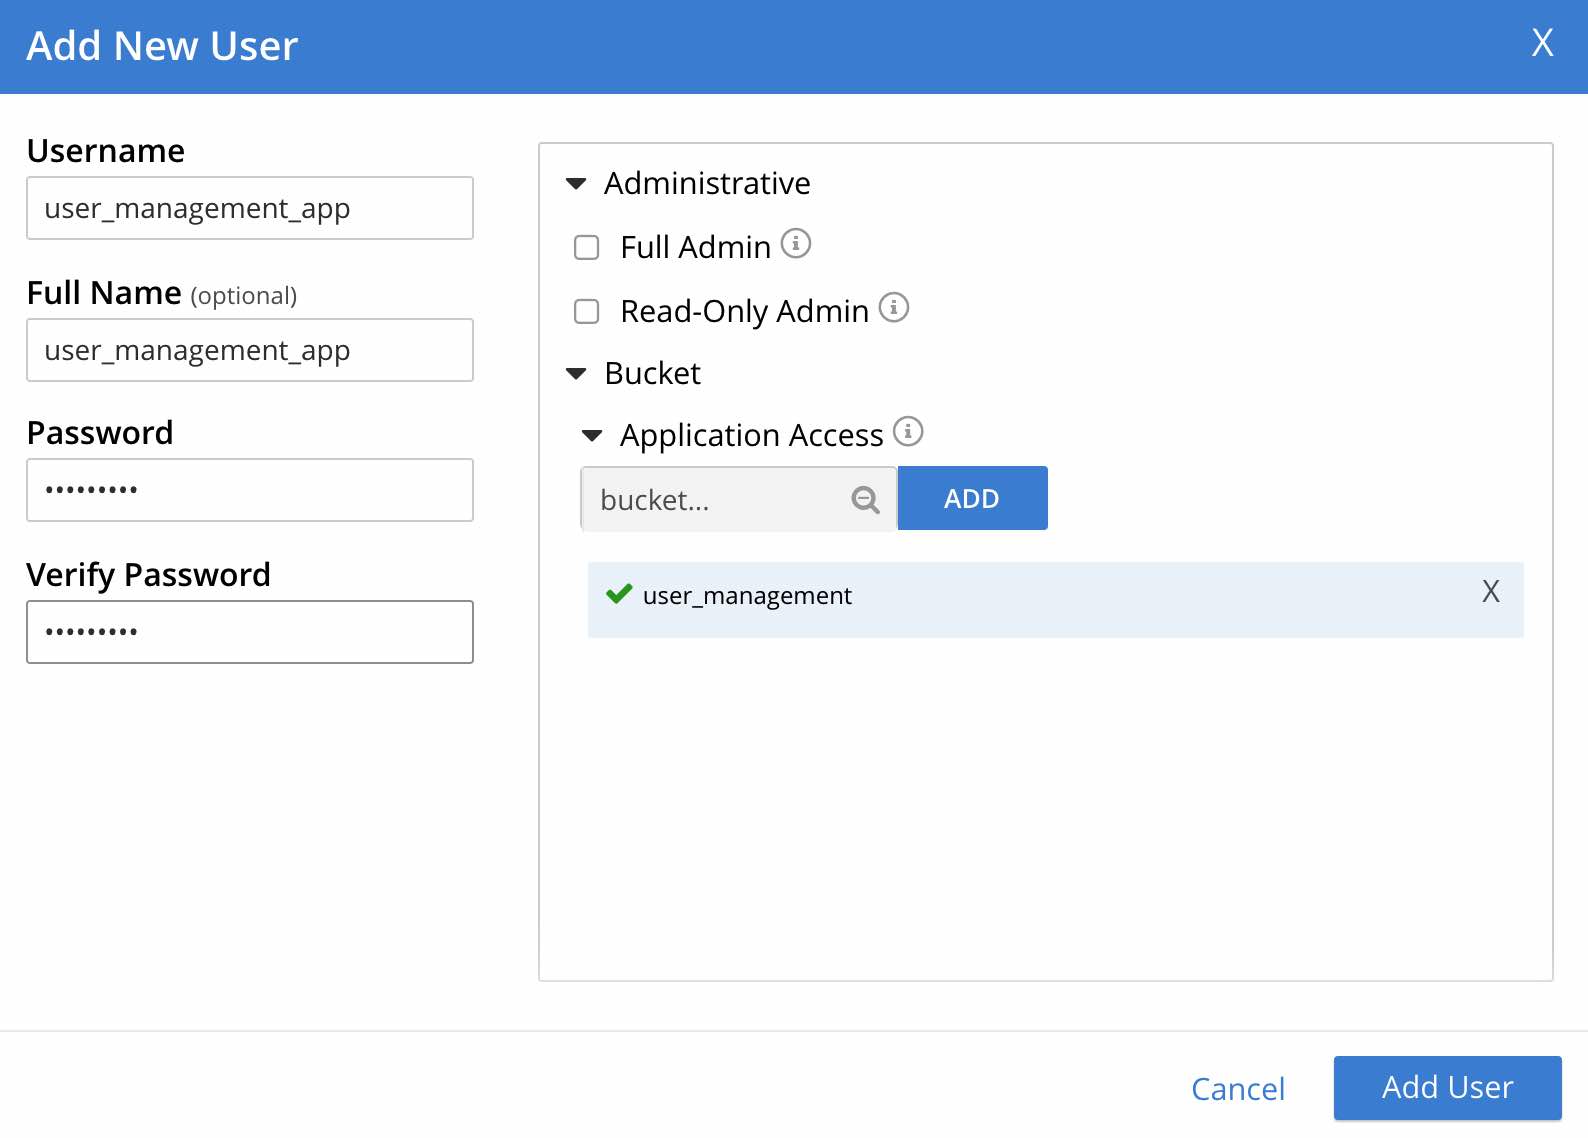 Add New User
X
Username
user_management_app
Full Name (optional)
user_management_app
Password
•••••••••
Verify Password
•••••••••
Administrative
Full Admin
Read-Only Admin
Bucket
Application Access
bucket...
ADD
user_management
X
Cancel
Add User